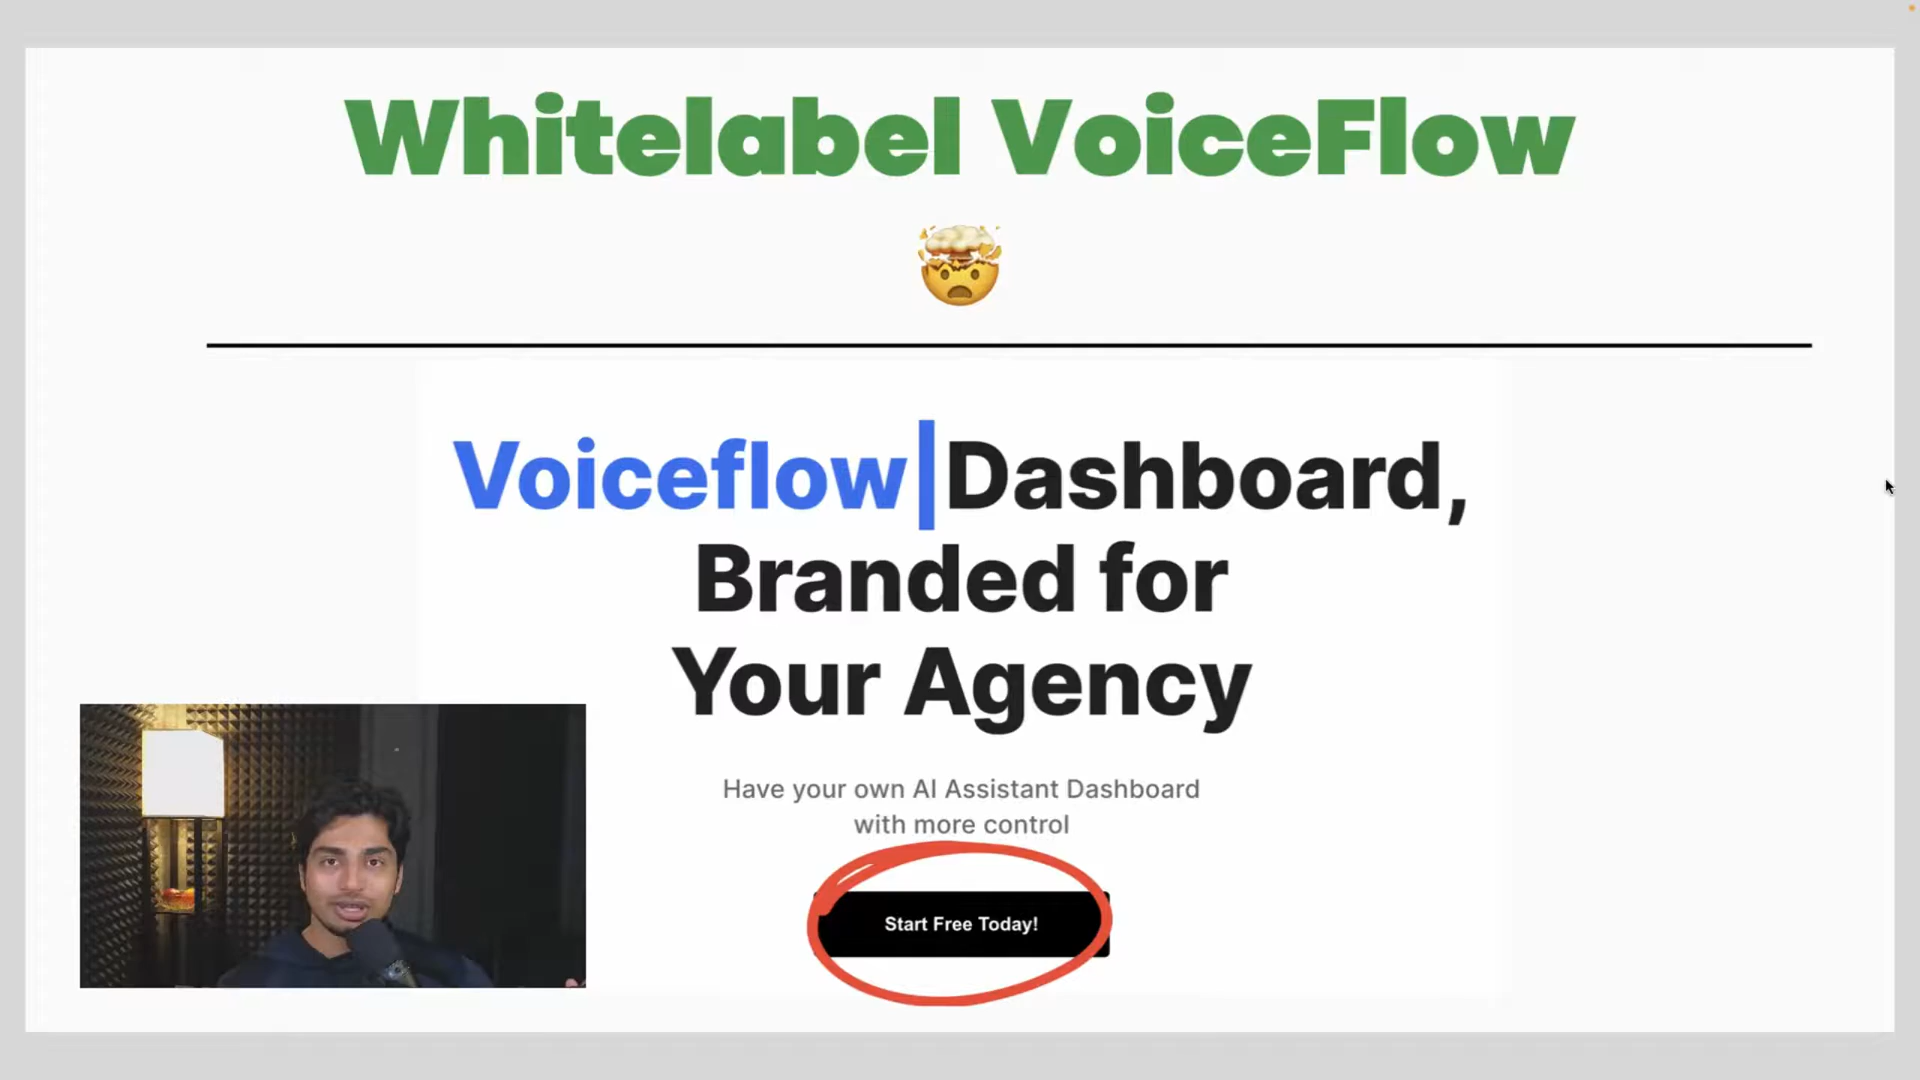 Whitelabel VoiceFlow
Voiceflow Dashboard,
Branded for
Your Agency
Have your own AI Assistant Dashboard
with more control
Start Free Today!